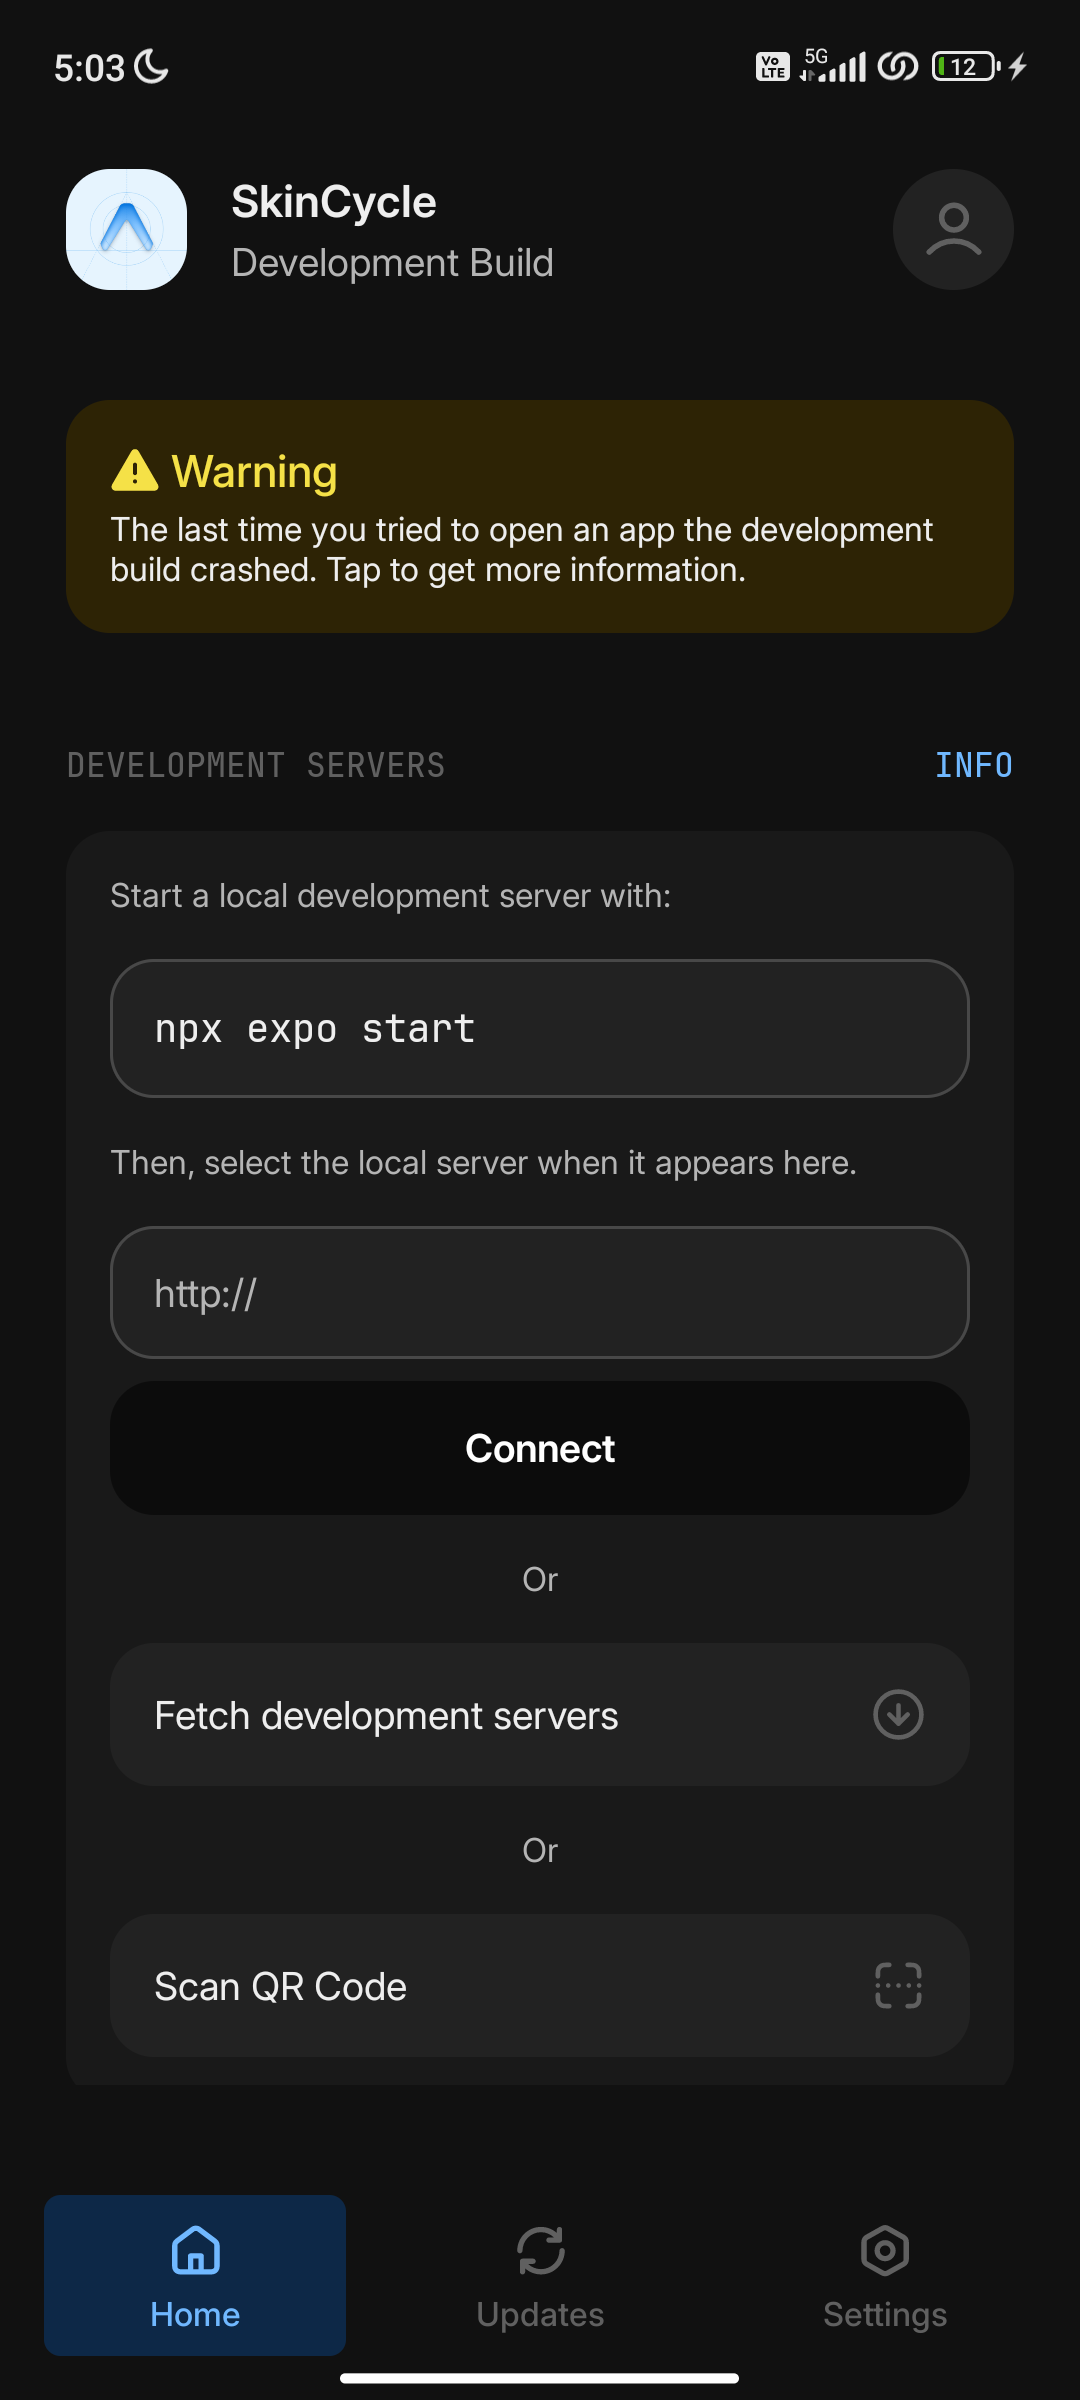 5:03
Vo LTE 5G 12
SkinCycle
Development Build
Warning
The last time you tried to open an app the development
build crashed. Tap to get more information.
DEVELOPMENT SERVERS INFO
Start a local development server with:
npx expo start
Then, select the local server when it appears here.
http://
Connect
Or
Fetch development servers
Or
Scan QR Code
Home Updates Settings